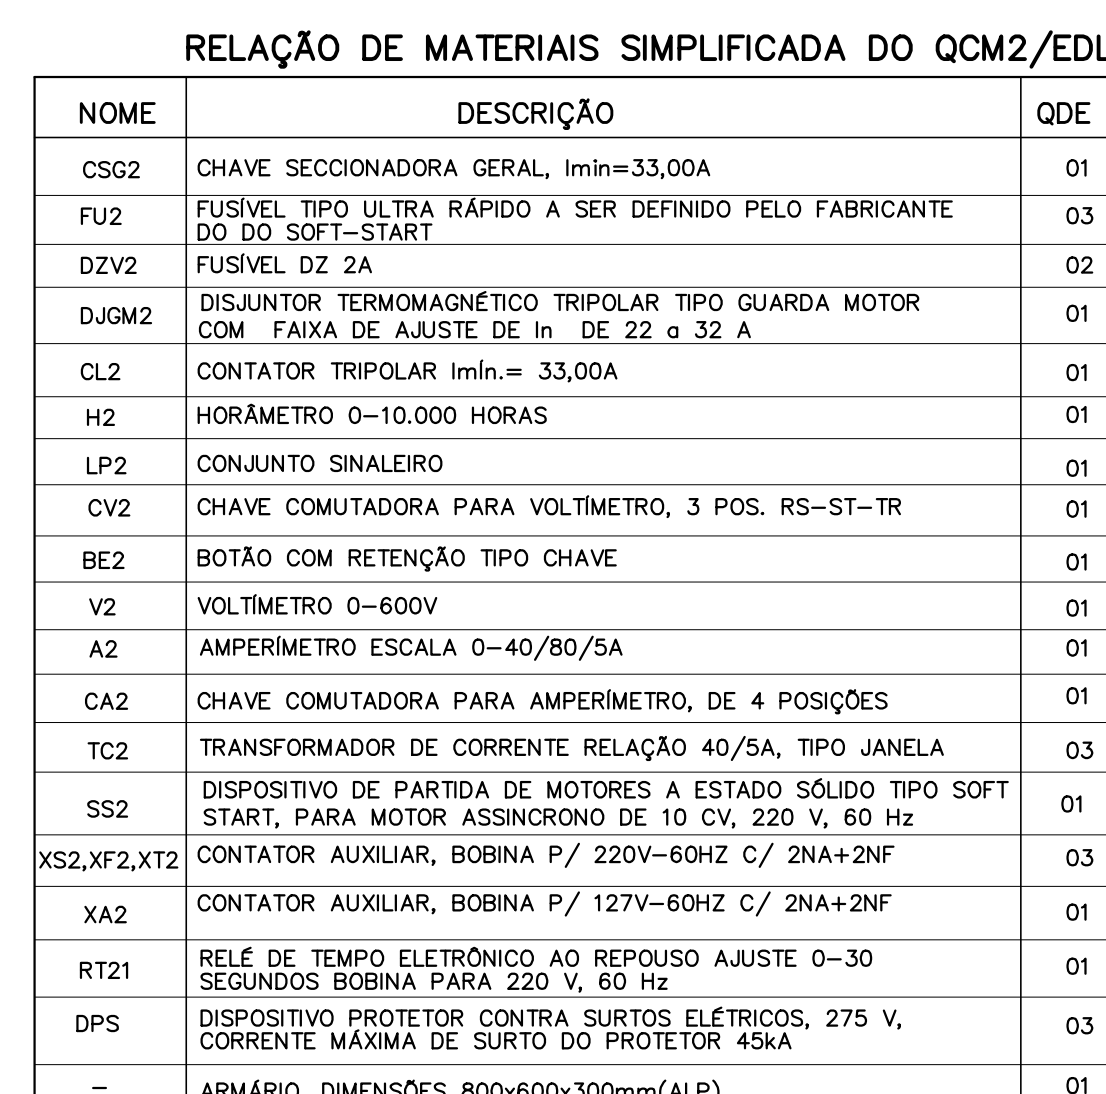 RELAÇÃO DE MATERIAIS SIMPLIFICADA DO QCM2/EDL
NOME DESCRIÇÃO QDE
CSG2 CHAVE SECCIONADORA GERAL, Imin=33,00A 01
FU2 FUSÍVEL TIPO ULTRA RÁPIDO A SER DEFINIDO PELO FABRICANTE 03
DO DO SOFT-START
DZV2 FUSÍVEL DZ 2A 02
DJGM2 DISJUNTOR TERMOMAGNÉTICO TRIPOLAR TIPO GUARDA MOTOR 01
COM FAIXA DE AJUSTE DE In DE 22 a 32 A
CL2 CONTATOR TRIPOLAR Imín.= 33,00A 01
H2 HORÂMETRO 0-10.000 HORAS 01
LP2 CONJUNTO SINALEIRO 01
CV2 CHAVE COMUTADORA PARA VOLTÍMETRO, 3 POS. RS-ST-TR 01
BE2 BOTÃO COM RETENÇÃO TIPO CHAVE 01
V2 VOLTÍMETRO 0-600V 01
A2 AMPERÍMETRO ESCALA 0-40/80/5A 01
CA2 CHAVE COMUTADORA PARA AMPERÍMETRO, DE 4 POSIÇÕES 01
TC2 TRANSFORMADOR DE CORRENTE RELAÇÃO 40/5A, TIPO JANELA 03
SS2 DISPOSITIVO DE PARTIDA DE MOTORES A ESTADO SÓLIDO TIPO SOFT 01
START, PARA MOTOR ASSINCRONO DE 10 CV, 220 V, 60 Hz
XS2,XF2,XT2 CONTATOR AUXILIAR, BOBINA P/ 220V-60HZ C/ 2NA+2NF 03
XA2 CONTATOR AUXILIAR, BOBINA P/ 127V-60HZ C/ 2NA+2NF 01
RT21 RELÉ DE TEMPO ELETRÔNICO AO REPOUSO AJUSTE 0-30 01
SEGUNDOS BOBINA PARA 220 V, 60 Hz
DPS DISPOSITIVO PROTETOR CONTRA SURTOS ELÉTRICOS, 275 V, 03
CORRENTE MÁXIMA DE SURTO DO PROTETOR 45kA
- ARMÁRIO, DIMENSÕES 800x600x300mm(ALP) 01